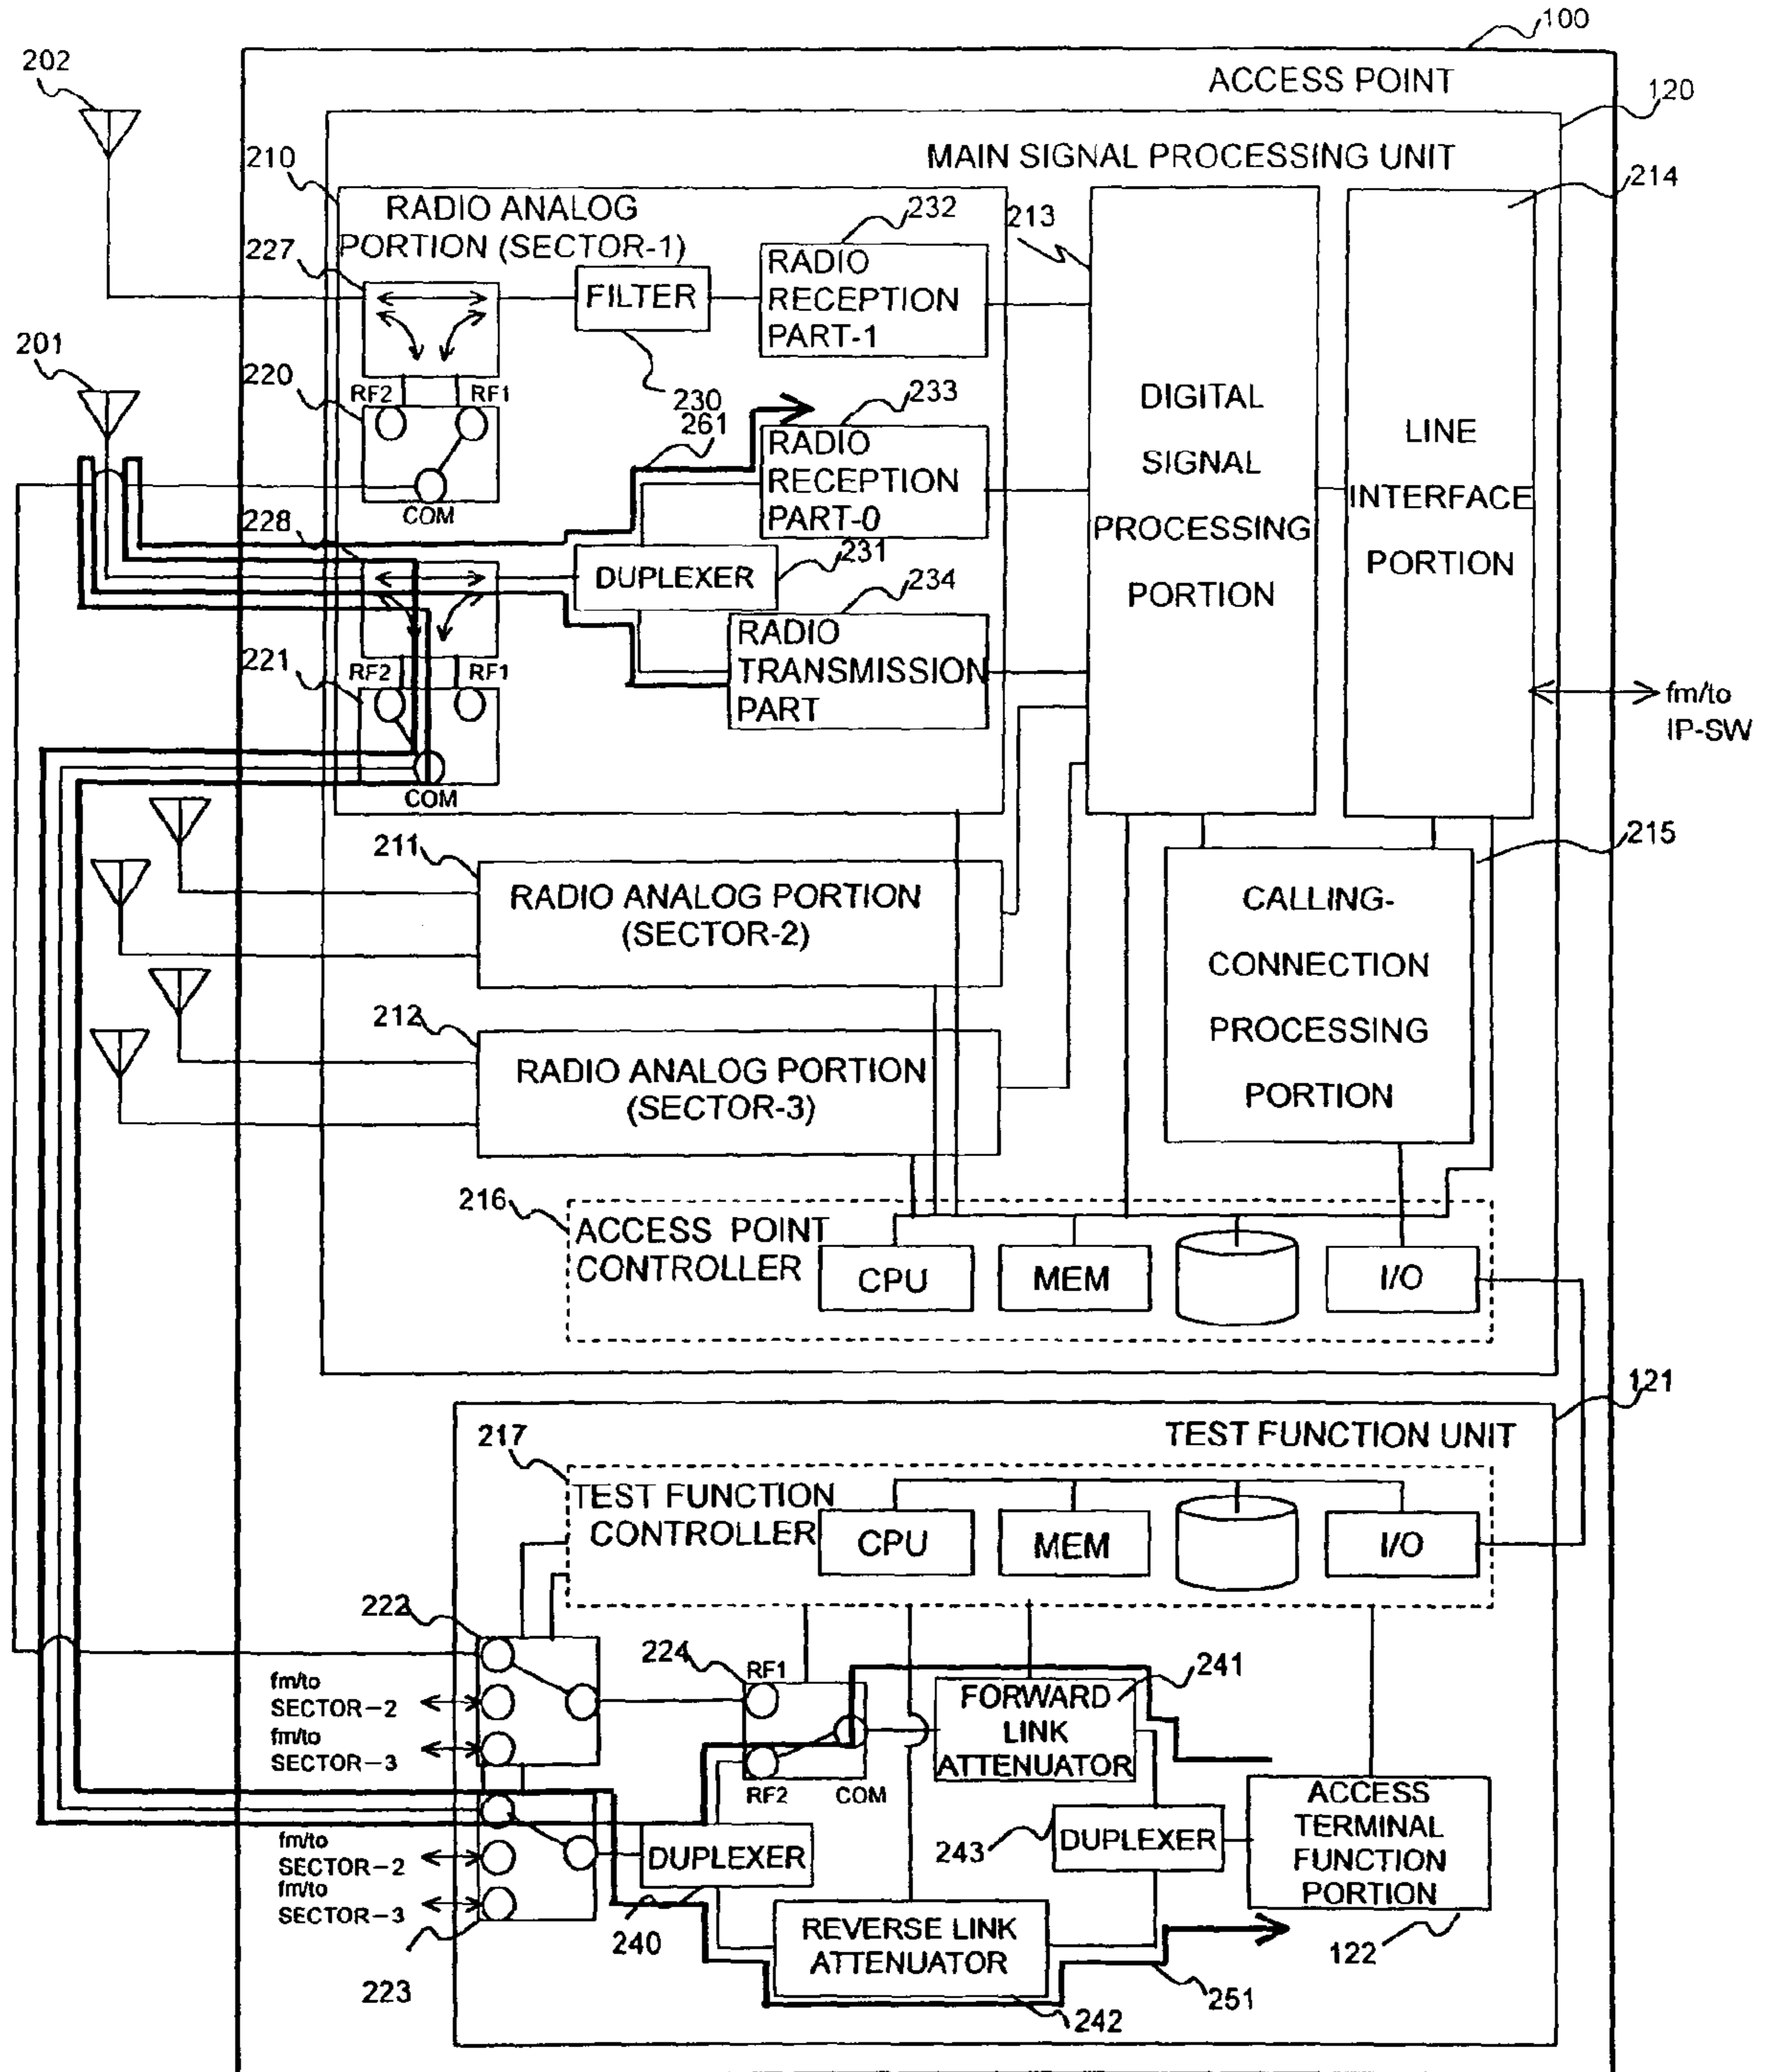 100
ACCESS POINT
202
120
MAIN SIGNAL PROCESSING UNIT
210
214
RADIO ANALOG
PORTION (SECTOR-1)
232
213
227
RADIO
RECEPTION
PART-1
FILTER
201
220
RF2
RF1
230
261
233
DIGITAL
SIGNAL
PROCESSING
PORTION
LINE
INTERFACE
PORTION
RADIO
RECEPTION
PART-0
COM
228
231
DUPLEXER
234
RADIO
TRANSMISSION
PART
221
RF2
RF1
fm/to
IP-SW
COM
211
215
RADIO ANALOG PORTION
(SECTOR-2)
CALLING-
CONNECTION
PROCESSING
PORTION
212
RADIO ANALOG PORTION
(SECTOR-3)
216
ACCESS POINT
CONTROLLER
CPU
MEM
I/O
121
TEST FUNCTION UNIT
217
TEST FUNCTION
CONTROLLER
CPU
MEM
I/O
222
224
RF1
241
fm/to
SECTOR-2
fm/to
SECTOR-3
FORWARD
LINK
ATTENUATOR
RF2
COM
ACCESS
TERMINAL
FUNCTION
PORTION
243
DUPLEXER
DUPLEXER
fm/to
SECTOR-2
fm/to
SECTOR-3
240
REVERSE LINK
ATTENUATOR
122
223
251
242